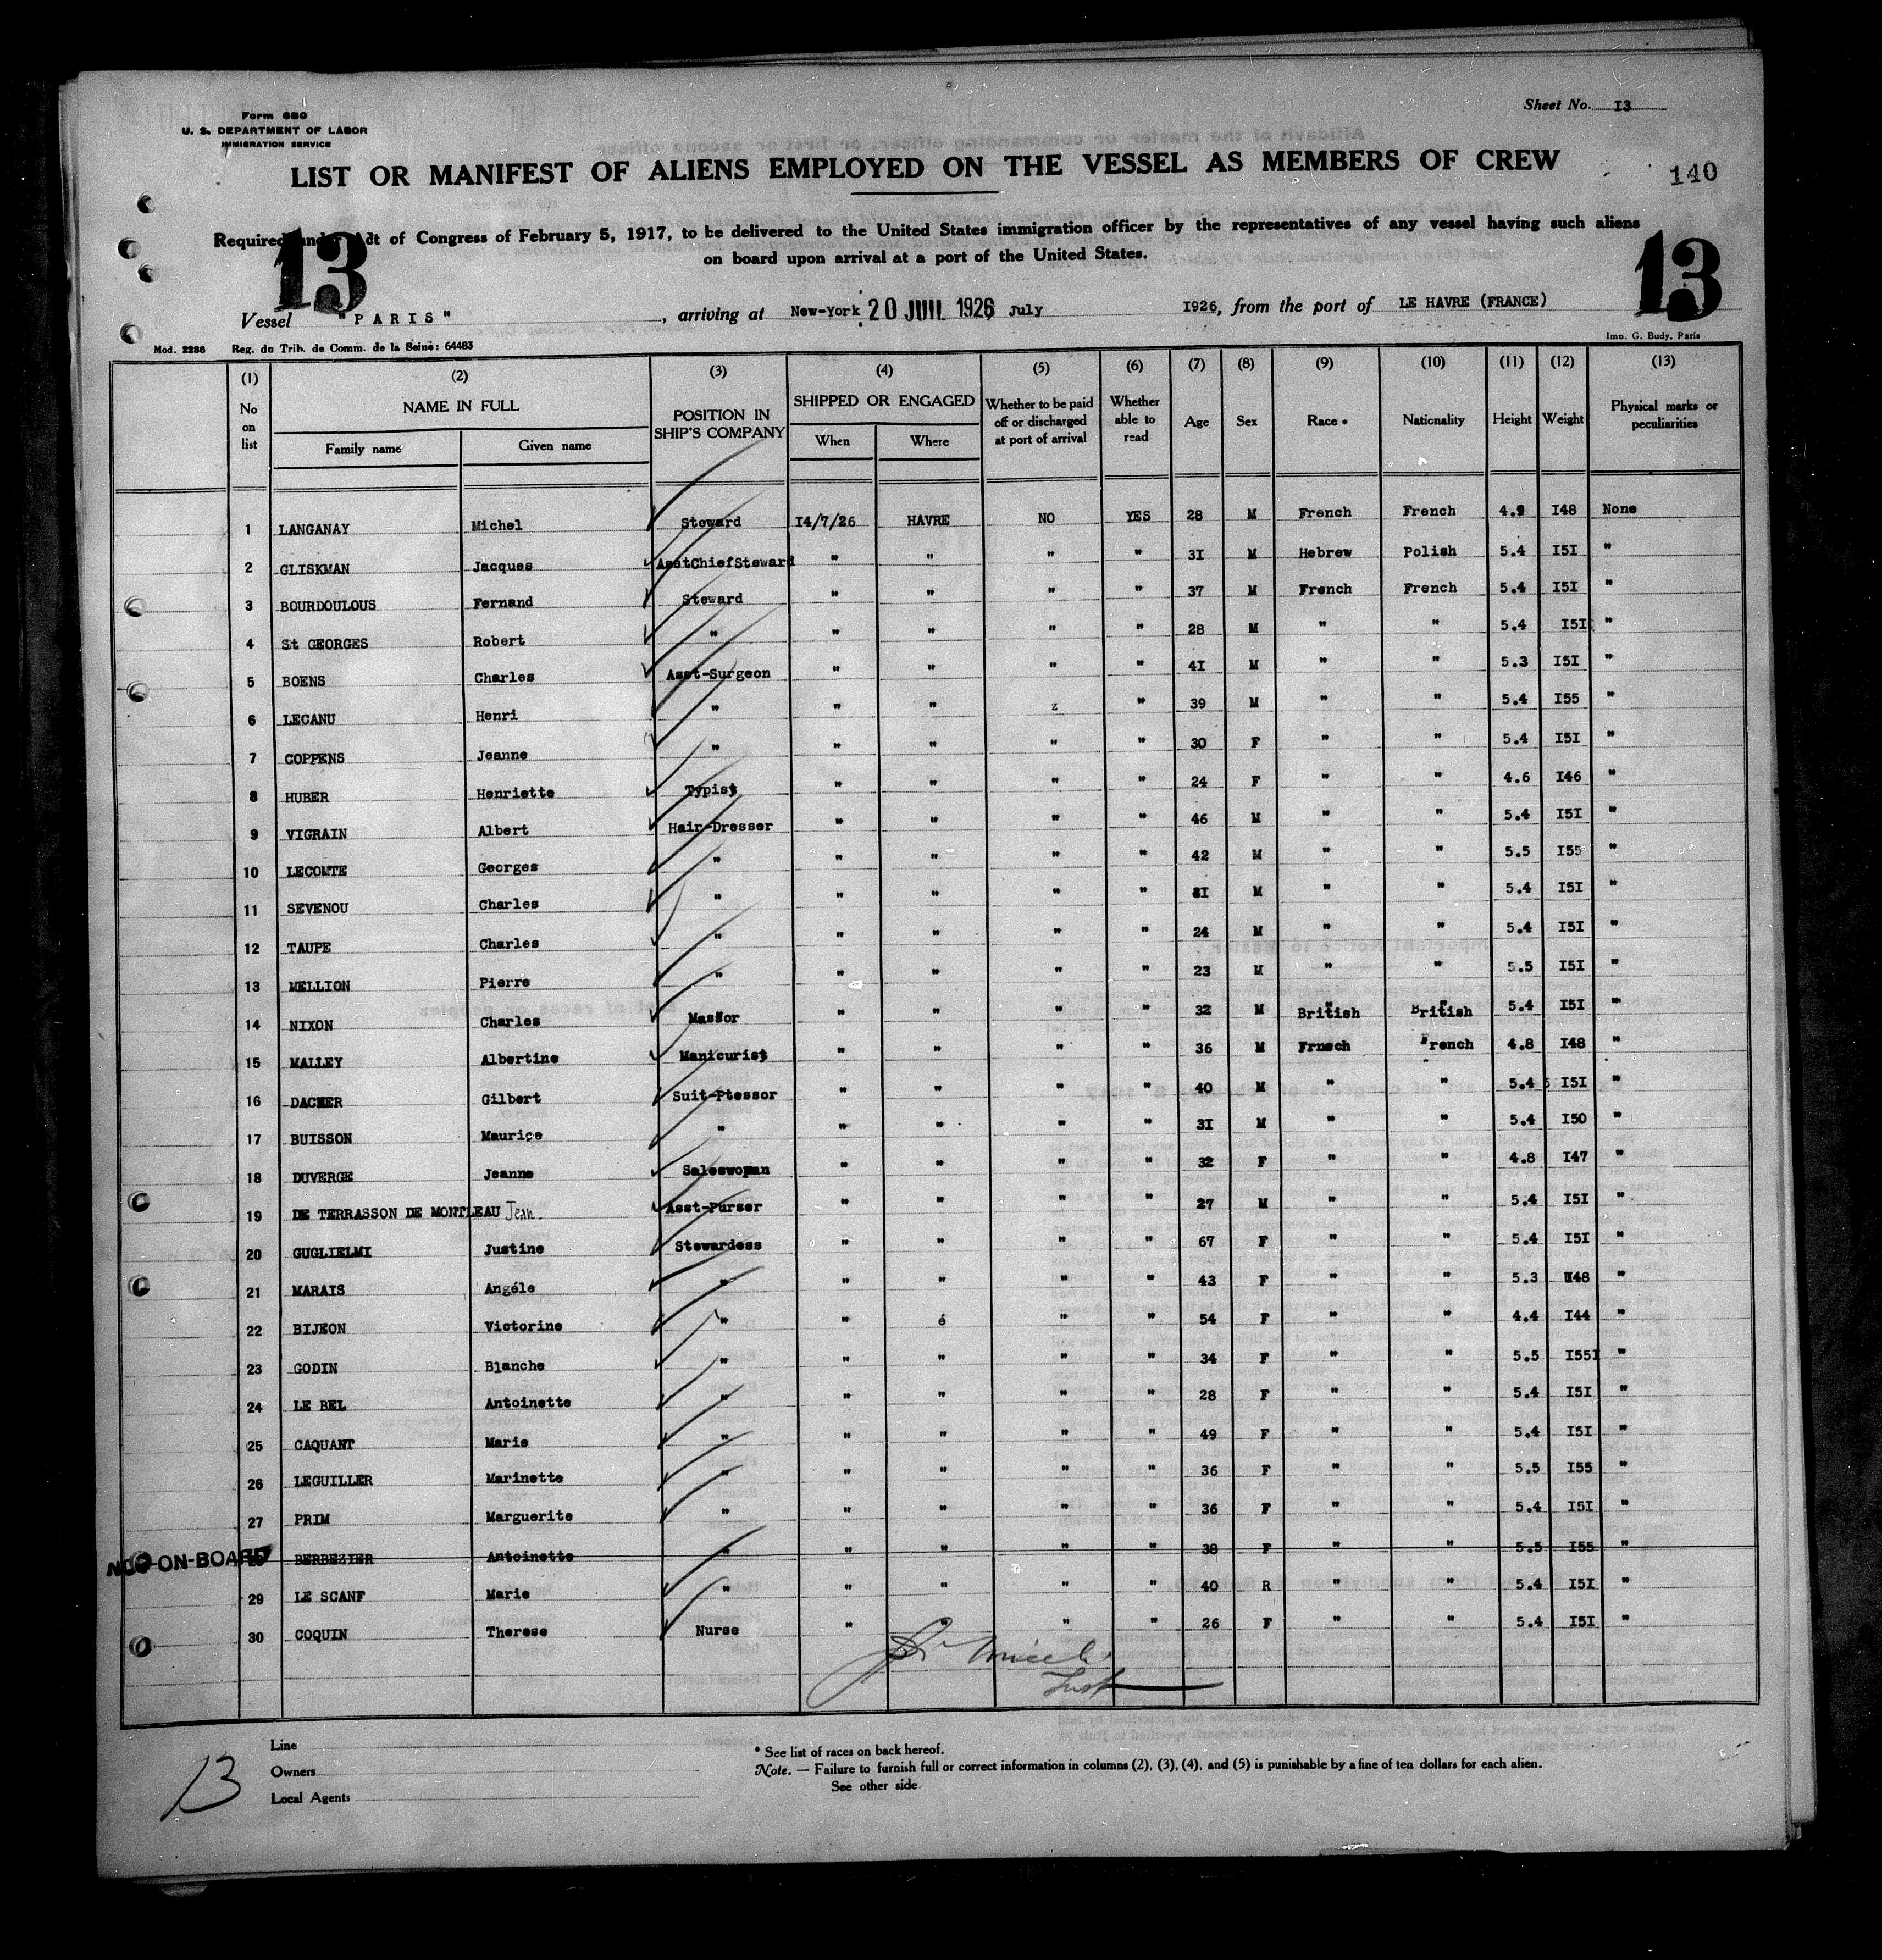 Form 680
U. S. DEPARTMENT OF LABOR
IMMIGRATION SERVICE
Sheet No. I3
LIST OR MANIFEST OF ALIENS EMPLOYED ON THE VESSEL AS MEMBERS OF CREW
140
Required under Act of Congress of February 5, 1917, to be delivered to the United States immigration officer by the representatives of any vessel having such aliens
on board upon arrival at a port of the United States.
13
13
Vessel "PARIS", arriving at New-York 20 JUIL 1926 July I926, from the port of LE HAVRE (FRANCE)
Mod. 2286 Reg. du Trib. de Comm. de la Seine: 64483
Imp. G. Budy, Paris
(1) (2) (3) (4) (5) (6) (7) (8) (9) (10) (11) (12) (13)
No on list NAME IN FULL Family name Given name POSITION IN SHIP'S COMPANY SHIPPED OR ENGAGED When Where Whether to be paid off or discharged at port of arrival Whether able to read Age Sex Race * Nationality Height Weight Physical marks or peculiarities
1 LANGANAY Michel Steward I4/7/26 HAVRE NO YES 28 M French French 4.9 I48 None
2 GLISKMAN Jacques AsstChiefSteward " " " " 3I M Hebrew Polish 5.4 I5I "
3 BOURDOULOUS Fernand Steward " " " " 37 M French French 5.4 I5I "
4 St GEORGES Robert " " " " " 28 M " " 5.4 I5I "
5 BOENS Charles Asst-Surgeon " " " " 4I M " " 5.3 I5I "
6 LECANU Henri " " " z " 39 M " " 5.4 I55 "
7 COPPENS Jeanne " " " " " 30 F " " 5.4 I5I "
8 HUBER Henriette Typist " " " " 24 F " " 4.6 I46 "
9 VIGRAIN Albert Hair-Dresser " " " " 46 M " " 5.4 I5I "
10 LECOMTE Georges " " " " " 42 M " " 5.5 I55 "
11 SEVENOU Charles " " " " " M " " 5.4 I5I "
12 TAUPE Charles " " " " " 24 M " " 5.4 I5I "
13 MELLION Pierre " " " " " 23 M " " 5.5 I5I "
14 NIXON Charles Massor " " " " 32 M British British 5.4 I5I "
15 MALLEY Albertine Manicurist " " " " 36 M Frnsch French 4.8 I48 "
16 DACHER Gilbert Suit-Ptessor " " " " 40 M " " 5.4 I5I "
17 BUISSON Maurice " " " " " 3I M " " 5.4 I50 "
18 DUVERGE Jeanne Saleswoman " " " " 32 F " " 4.8 I47 "
19 DE TERRASSON DE MONTLEAU Jean Asst-Purser " " " " 27 M " " 5.4 I5I "
20 GUGLIELMI Justine Stewardess " " " " 67 F " " 5.4 I5I "
21 MARAIS Angéle " " " " " 43 F " " 5.3 I48 "
22 BIJEON Victorine " " é " " 54 F " " 4.4 I44 "
23 GODIN Blanche " " " " " 34 F " " 5.5 I55I "
24 LE BEL Antoinette " " " " " 28 F " " 5.4 I5I "
25 CAQUANT Marie " " " " " 49 F " " 5.4 I5I "
26 LEGUILLER Marinette " " " " " 36 F " " 5.5 I55 "
27 PRIM Marguerite " " " " " 36 F " " 5.4 I5I "
NOT-ON-BOARD 28 BERBEZIER Antoinette " " " " " 38 F " " 5.5 I55 "
29 LE SCANF Marie " " " " " 40 R " " 5.4 I5I "
30 COQUIN Therese Nurse " " " " 26 F " " 5.4 I5I "
13
Line
Owners
Local Agents
* See list of races on back hereof.
Note. — Failure to furnish full or correct information in columns (2), (3), (4), and (5) is punishable by a fine of ten dollars for each alien.
See other side.